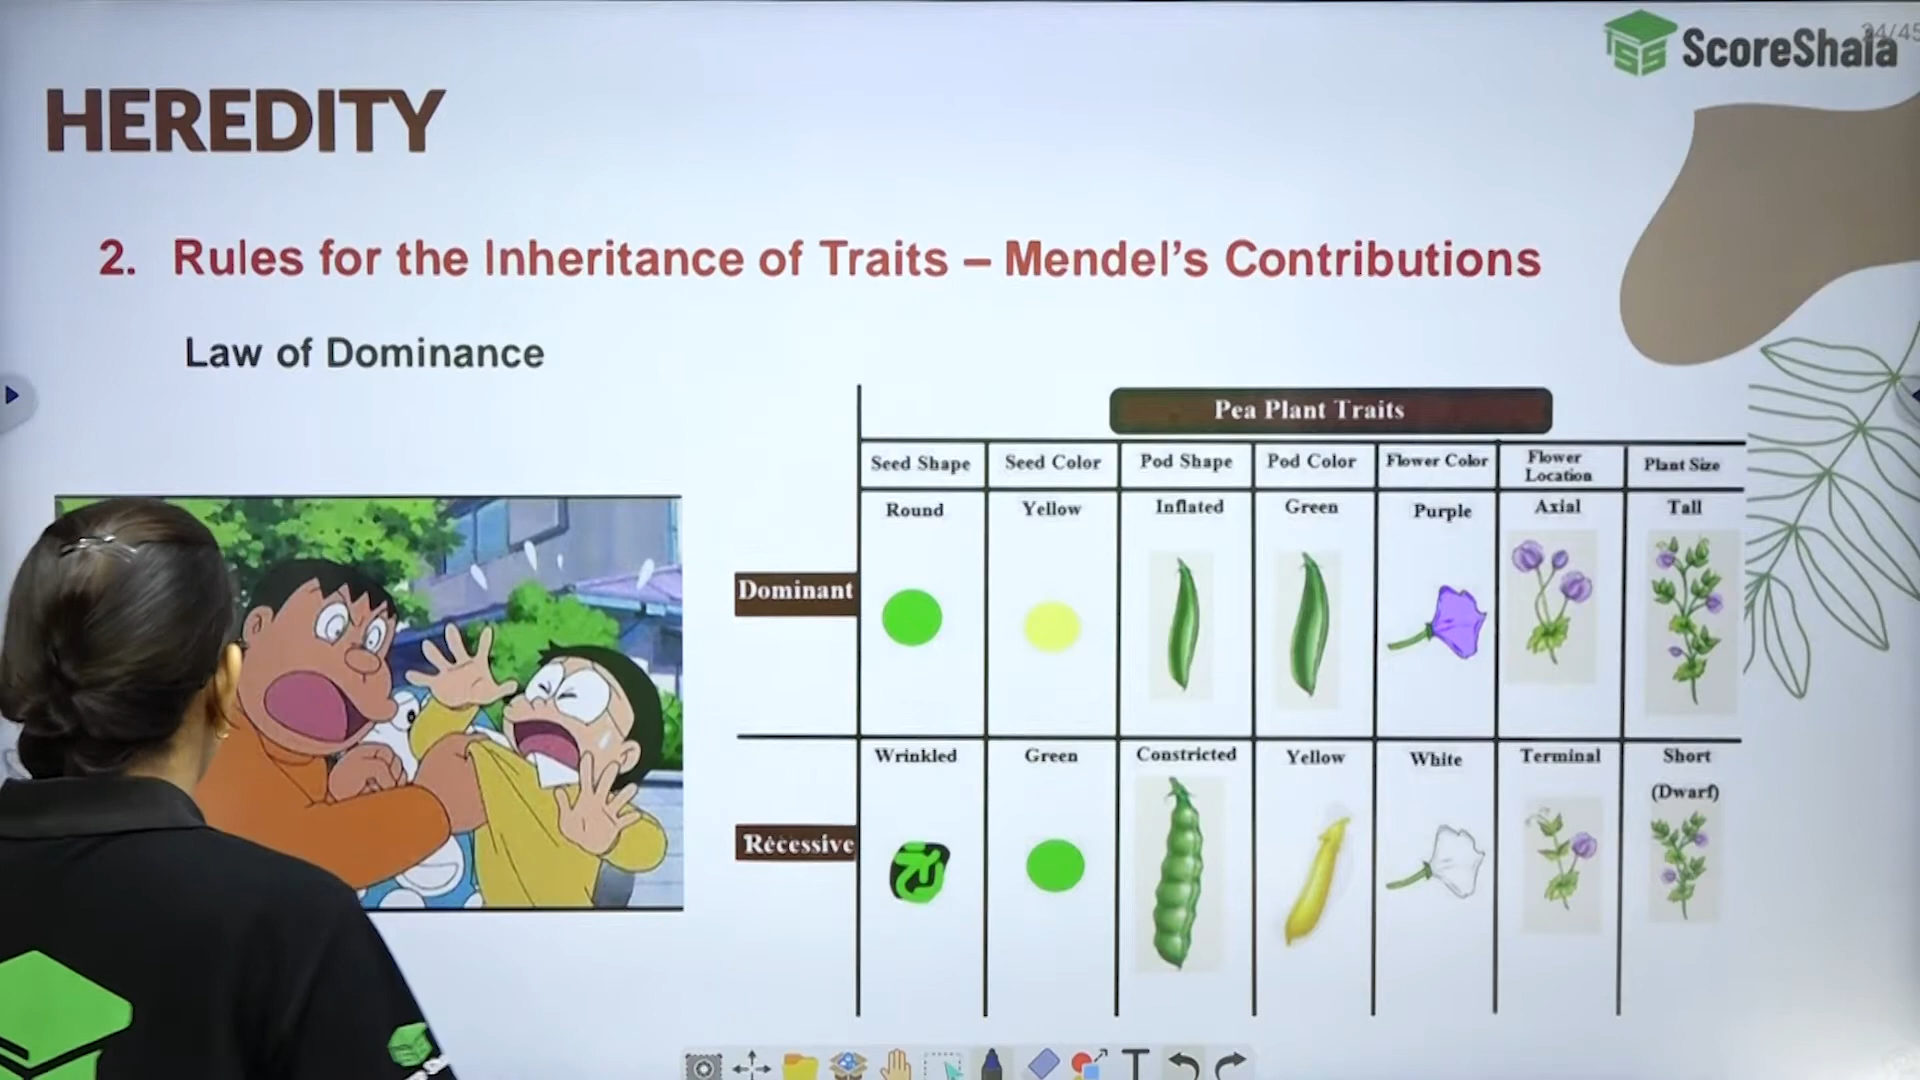 34/45
ScoreShala
HEREDITY
2. Rules for the Inheritance of Traits – Mendel's Contributions
Law of Dominance
Pea Plant Traits
Seed Shape
Seed Color
Pod Shape
Pod Color
Flower Color
Flower
Location
Plant Size
Dominant
Round
Yellow
Inflated
Green
Purple
Axial
Tall
Recessive
Wrinkled
Green
Constricted
Yellow
White
Terminal
Short
(Dwarf)